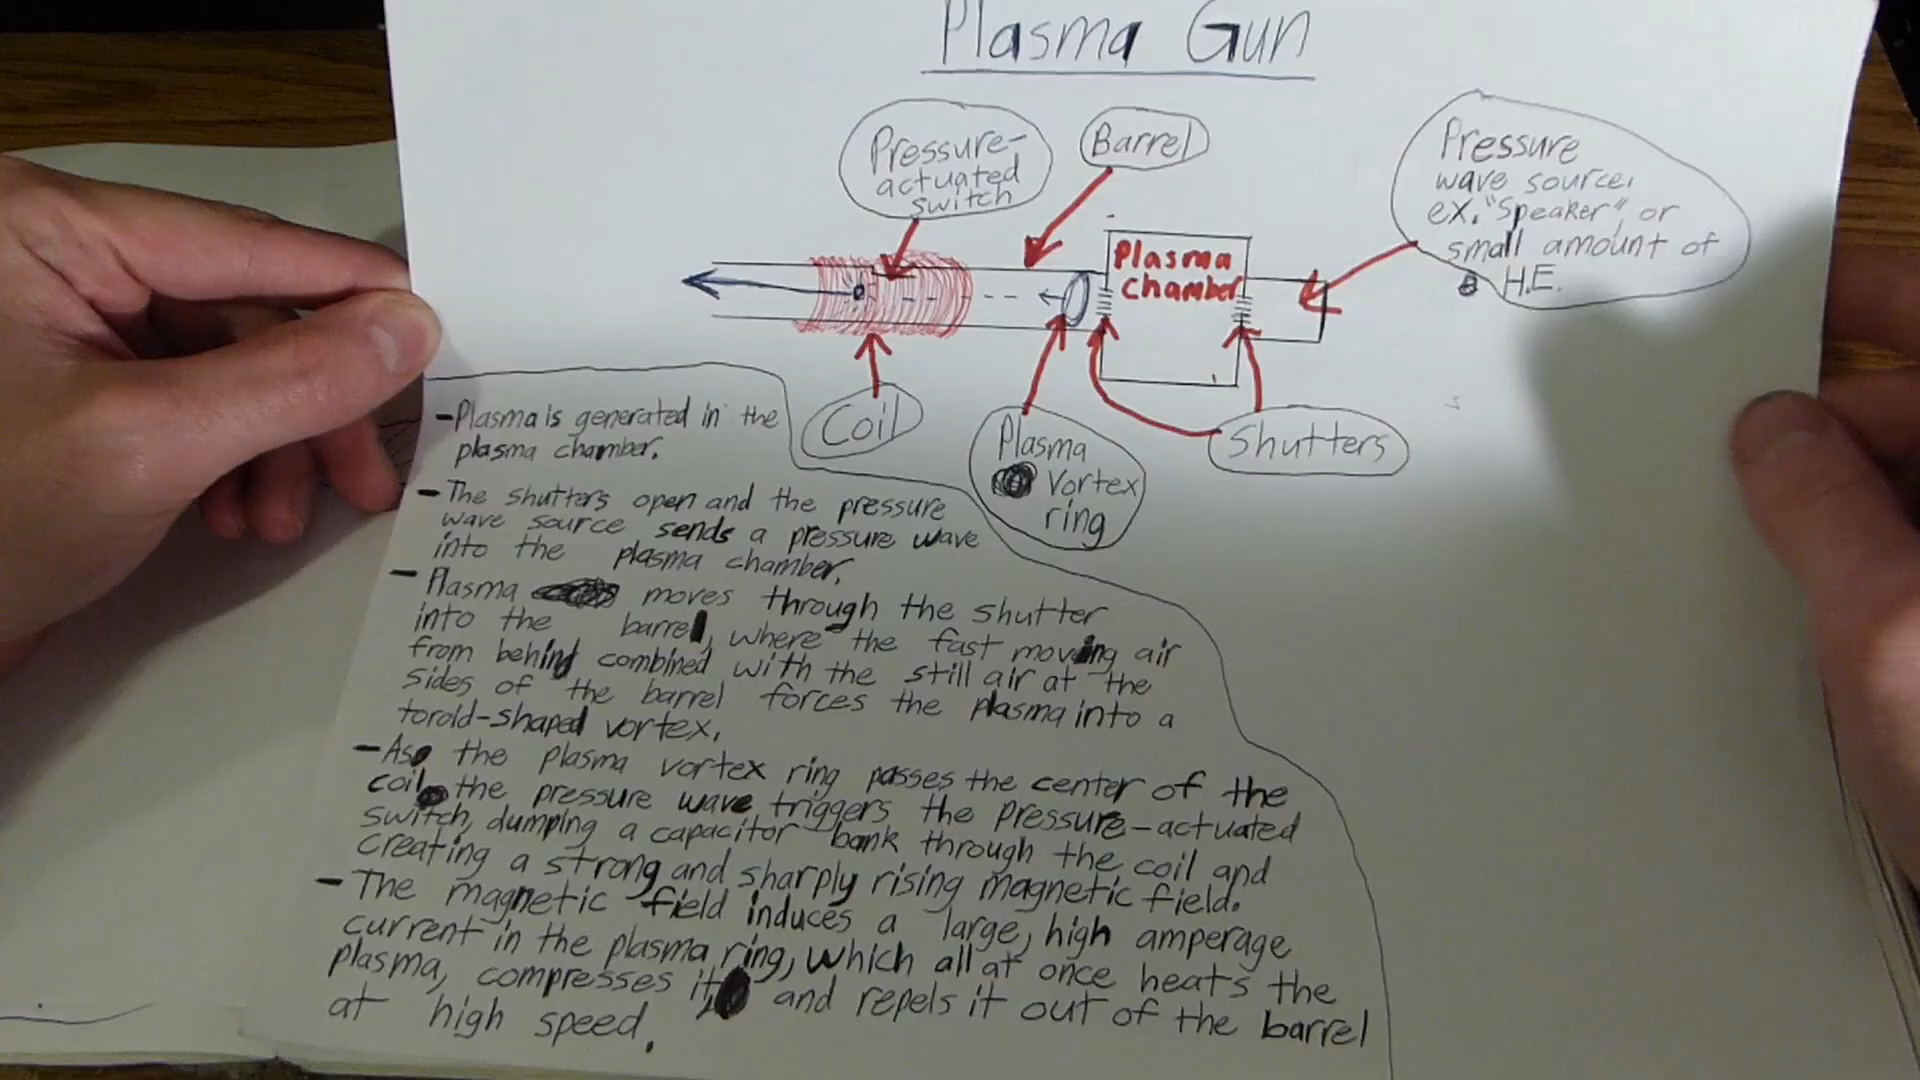 Plasma Gun
Pressure-
actuated
switch
Barrel
Pressure
wave source.
ex. "Speaker" or
small amount of
H.E.
Plasma
Chamber
Coil
Plasma
Vortex
ring
Shutters
-Plasma is generated in the
plasma chamber.
- The shutters open and the pressure
wave source sends a pressure wave
into the plasma chamber.
- Plasma moves through the shutter
into the barrel, where the fast moving air
from behind combined with the still air at the
sides of the barrel forces the plasma into a
toroid-shaped vortex.
- As the plasma vortex ring passes the center of the
coil the pressure wave triggers the pressure-actuated
switch, dumping a capacitor bank through the coil and
creating a strong and sharply rising magnetic field.
- The magnetic field induces a large, high amperage
current in the plasma ring, which all at once heats the
plasma, compresses it, and repels it out of the barrel
at high speed.